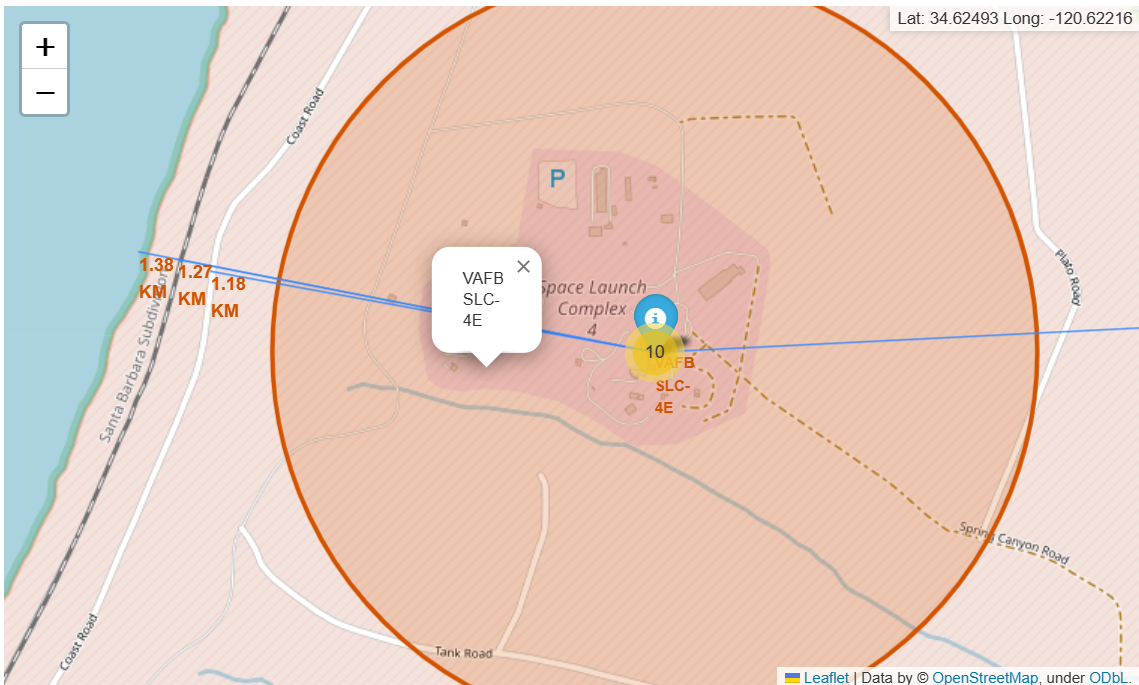 +
−
Lat: 34.62493 Long: -120.62216
Coast Road
P
Plato Road
VAFB
SLC-
4E
×
Space Launch
Complex
4
i
10
VAFB
SLC-
4E
1.38
KM
1.27
KM
1.18
KM
Santa Barbara Subdivision
Spring Canyon Road
Coast Road
Tank Road
Leaflet | Data by © OpenStreetMap, under ODbL.